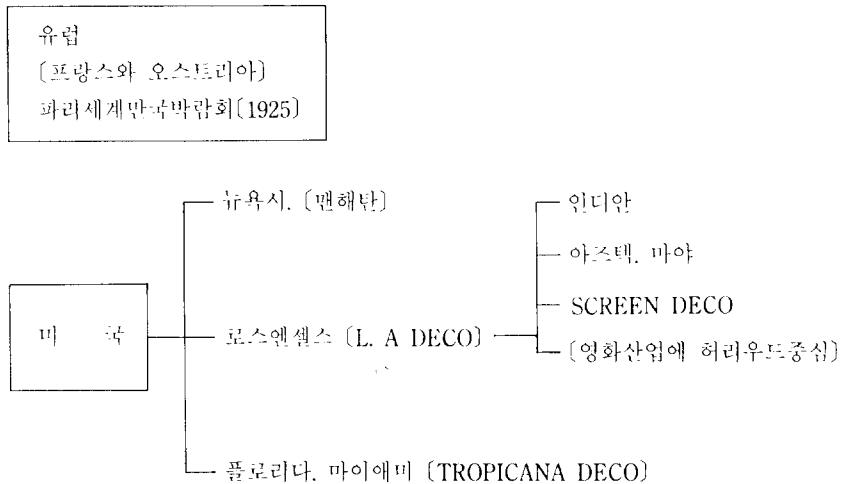 유럽
〔프랑스와 오스트리아〕
파리세계만국박람회〔1925〕
뉴욕시. 〔맨해탄〕
미 국
로스엔젤스 〔L. A DECO〕
플로리다. 마이애미 〔TROPICANA DECO〕
인디안
아즈텍. 마야
SCREEN DECO
〔영화산업에 허리우드중심〕